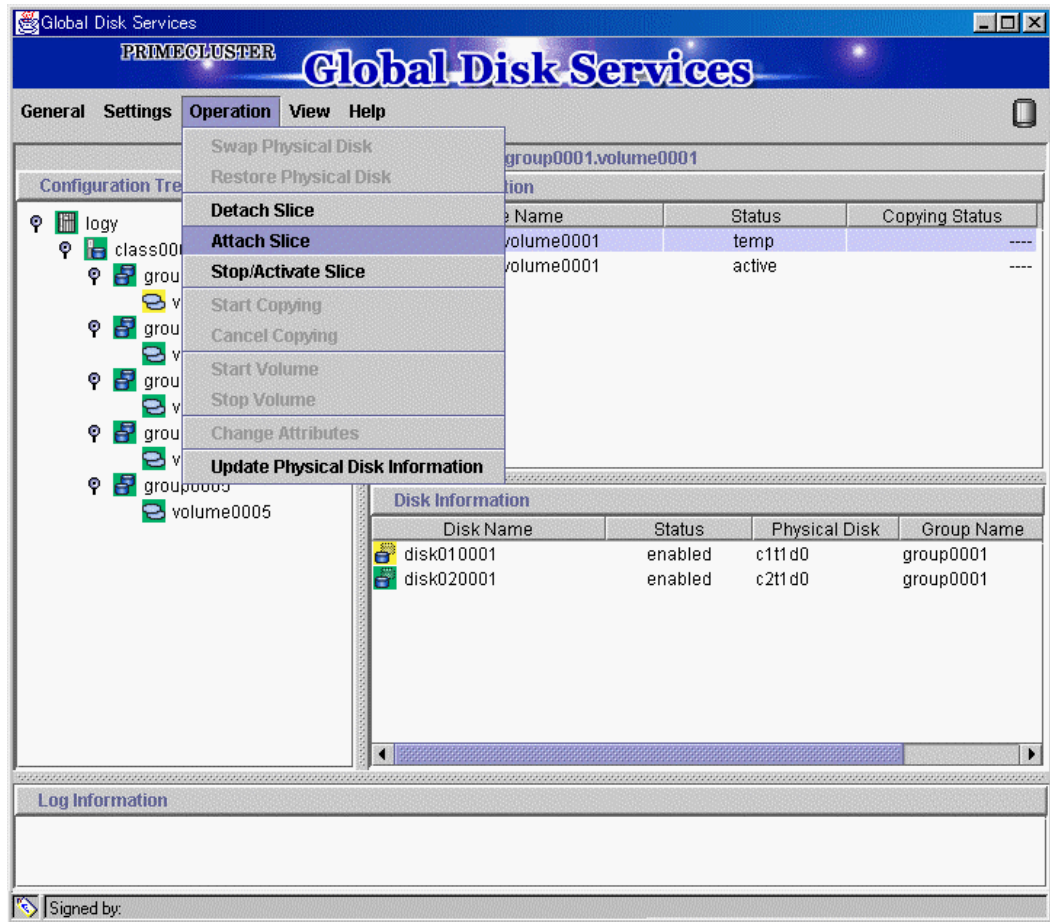 Global Disk Services
PRIMECLUSTER
Global Disk Services
General Settings Operation View Help
Swap Physical Disk
Restore Physical Disk
Detach Slice
Attach Slice
Stop/Activate Slice
Start Copying
Cancel Copying
Start Volume
Stop Volume
Change Attributes
Update Physical Disk Information
group0001.volume0001
Configuration Tre
logy
class000
grou
v
grou
v
grou
v
grou
v
group0005
volume0005
tion
e Name Status Copying Status
volume0001 temp ----
volume0001 active ----
Disk Information
Disk Name Status Physical Disk Group Name
disk010001 enabled c1t1d0 group0001
disk020001 enabled c2t1d0 group0001
Log Information
Signed by: